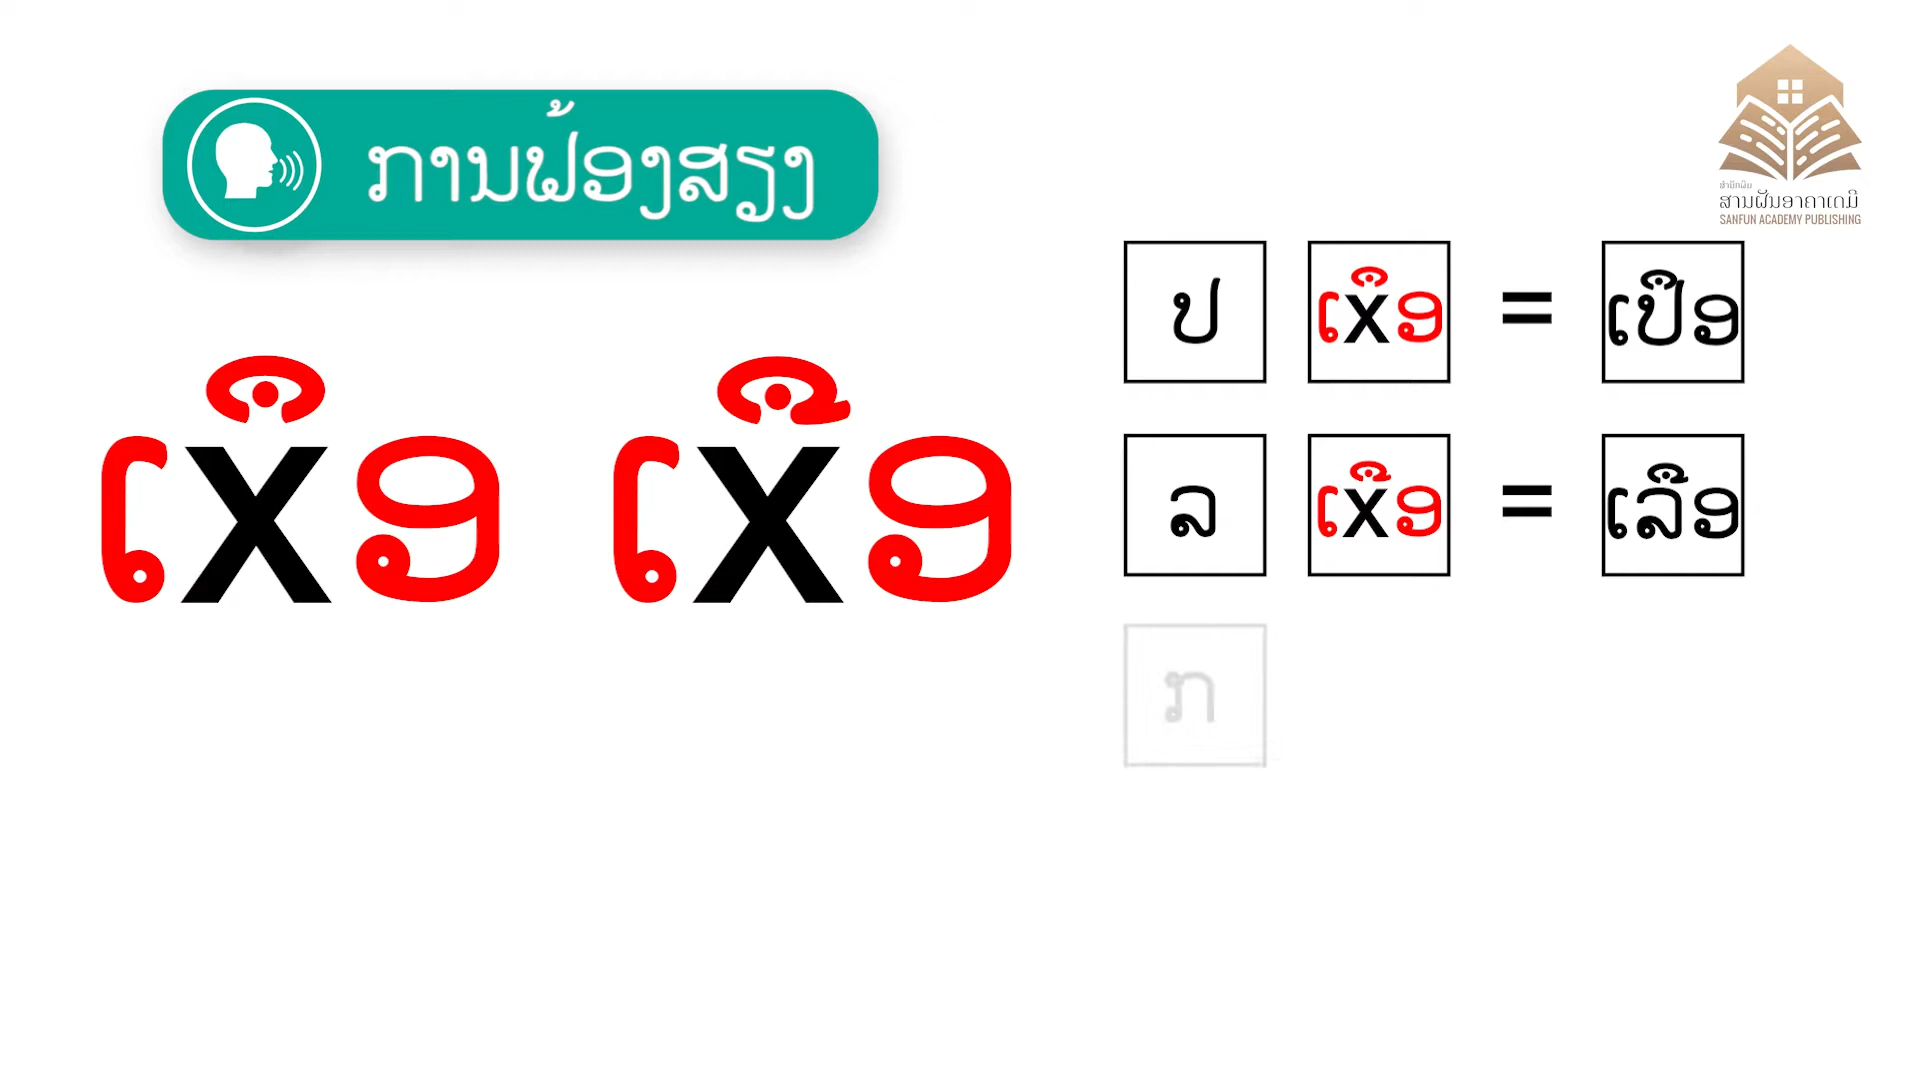 ການຟ້ອງສຽງ
ສຳນັກພິມ
ສານຝັນອາຄາເດມີ
SANFUN ACADEMY PUBLISHING
ເxຶອ ເxືອ
ປ ເxຶອ = ເປຶອ
ລ ເxືອ = ເລືອ
ກ